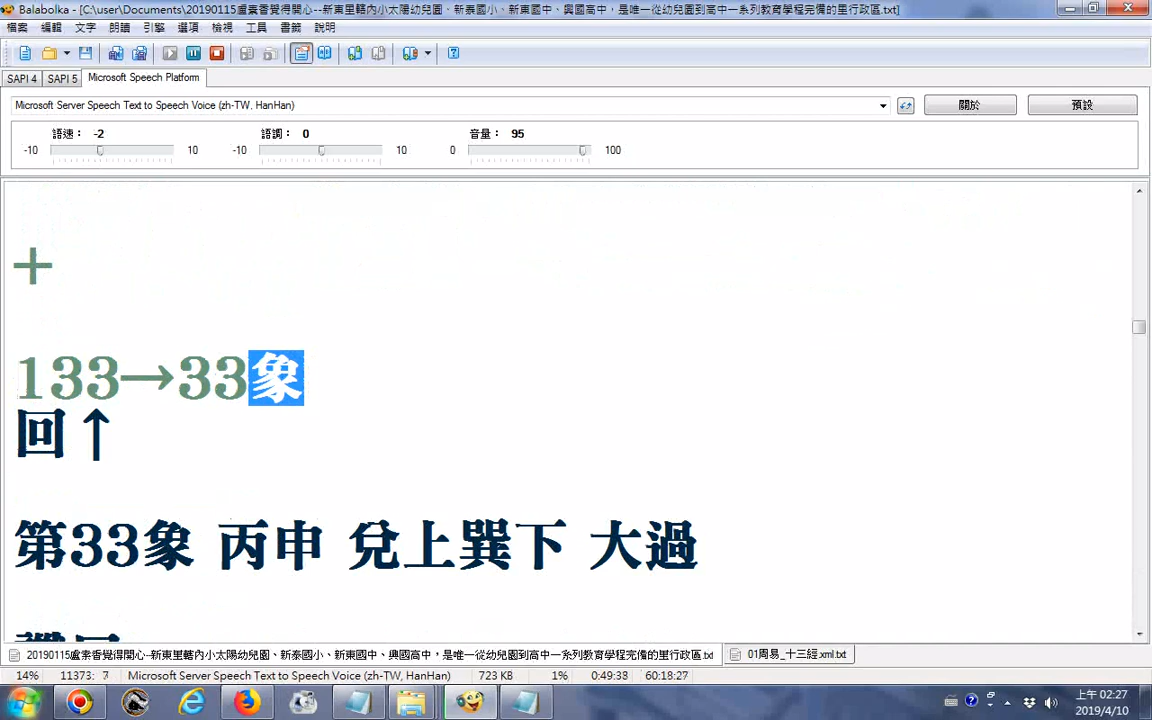 Balabolka - [C:\user\Documents\20190115盧素香覺得開心--新東里轄內小太陽幼兒園、新泰國小、新東國中、興國高中，是唯一從幼兒園到高中一系列教育學程完備的里行政區.txt]
檔案 編輯 文字 朗讀 引擎 選項 檢視 工具 書籤 說明
SAPI 4 SAPI 5 Microsoft Speech Platform
Microsoft Server Speech Text to Speech Voice (zh-TW, HanHan) 關於 預設
語速： -2 語調： 0 音量： 95
-10 10 -10 10 0 100
+
133→33象
回↑
第33象 丙申 兌上巽下 大過
20190115盧素香覺得開心--新東里轄內小太陽幼兒園、新泰國小、新東國中、興國高中，是唯一從幼兒園到高中一系列教育學程完備的里行政區.txt 01周易_十三經.xml.txt
14% 11373: 7 Microsoft Server Speech Text to Speech Voice (zh-TW, HanHan) 723 KB 1% 0:49:38 60:18:27
上午 02:27
2019/4/10